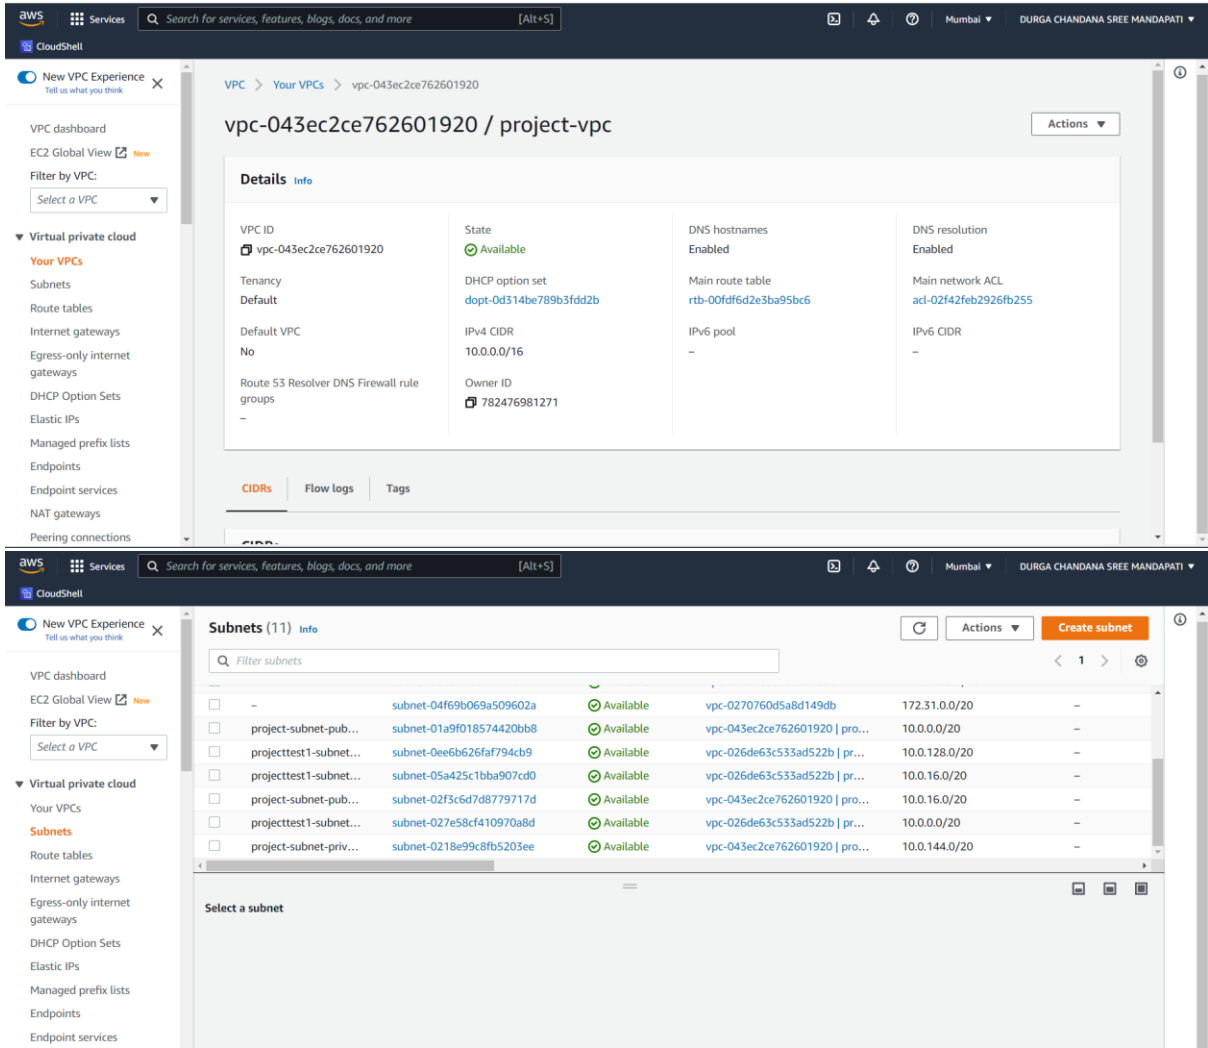 aws Services Search for services, features, blogs, docs, and more [Alt+S] Mumbai ▼ DURGA CHANDANA SREE MANDAPATI ▼
CloudShell
New VPC Experience
Tell us what you think
VPC dashboard
EC2 Global View New
Filter by VPC:
Select a VPC
Virtual private cloud
Your VPCs
Subnets
Route tables
Internet gateways
Egress-only internet
gateways
DHCP Option Sets
Elastic IPs
Managed prefix lists
Endpoints
Endpoint services
NAT gateways
Peering connections
VPC > Your VPCs > vpc-043ec2ce762601920
vpc-043ec2ce762601920 / project-vpc
Actions ▼
Details Info
VPC ID
vpc-043ec2ce762601920
State
Available
DNS hostnames
Enabled
DNS resolution
Enabled
Tenancy
Default
DHCP option set
dopt-0d314be789b3fdd2b
Main route table
rtb-00fdf6d2e3ba95bc6
Main network ACL
acl-02f42feb2926fb255
Default VPC
No
IPv4 CIDR
10.0.0.0/16
IPv6 pool
–
IPv6 CIDR
–
Route 53 Resolver DNS Firewall rule
groups
–
Owner ID
782476981271
CIDRs Flow logs Tags
CIDRs
aws Services Search for services, features, blogs, docs, and more [Alt+S] Mumbai ▼ DURGA CHANDANA SREE MANDAPATI ▼
CloudShell
New VPC Experience
Tell us what you think
VPC dashboard
EC2 Global View New
Filter by VPC:
Select a VPC
Virtual private cloud
Your VPCs
Subnets
Route tables
Internet gateways
Egress-only internet
gateways
DHCP Option Sets
Elastic IPs
Managed prefix lists
Endpoints
Endpoint services
Subnets (11) Info
Actions ▼ Create subnet
Filter subnets
< 1 >
– subnet-04f69b069a509602a Available vpc-0270760d5a8d149db 172.31.0.0/20 –
project-subnet-pub... subnet-01a9f018574420bb8 Available vpc-043ec2ce762601920 | pro... 10.0.0.0/20 –
projecttest1-subnet... subnet-0ee6b626faf794cb9 Available vpc-026de63c533ad522b | pr... 10.0.128.0/20 –
projecttest1-subnet... subnet-05a425c1bba907cd0 Available vpc-026de63c533ad522b | pr... 10.0.16.0/20 –
project-subnet-pub... subnet-02f3c6d7d8779717d Available vpc-043ec2ce762601920 | pro... 10.0.16.0/20 –
projecttest1-subnet... subnet-027e58cf410970a8d Available vpc-026de63c533ad522b | pr... 10.0.0.0/20 –
project-subnet-priv... subnet-0218e99c8fb5203ee Available vpc-043ec2ce762601920 | pro... 10.0.144.0/20 –
Select a subnet